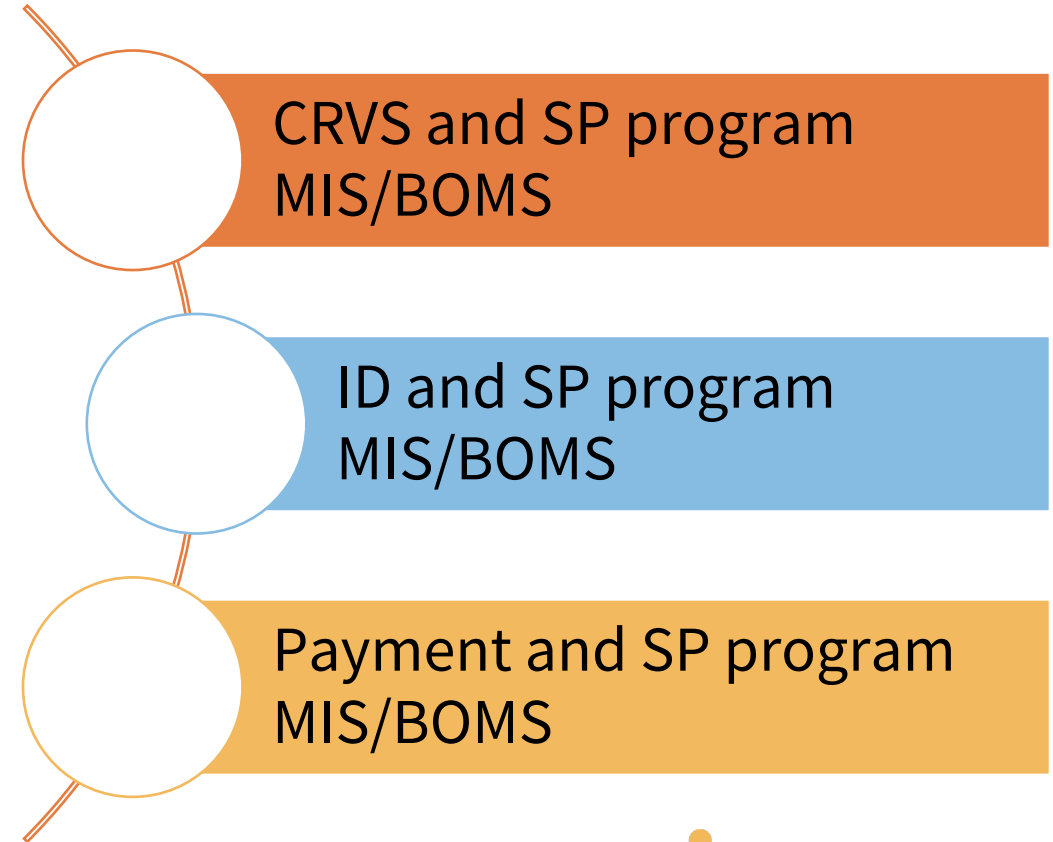 CRVS and SP program
MIS/BOMS
ID and SP program
MIS/BOMS
Payment and SP program
MIS/BOMS